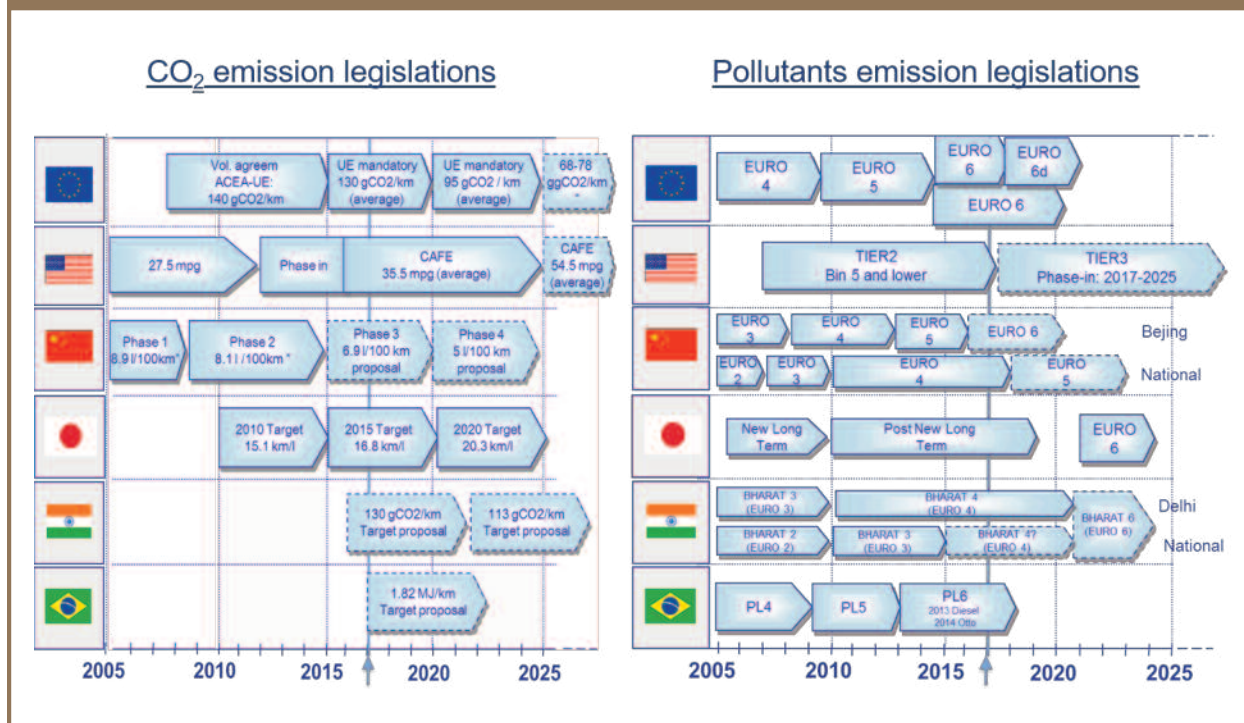 CO2 emission legislations
Vol. agreem
ACEA-UE:
140 gCO2/km
UE mandatory
130 gCO2/km
(average)
UE mandatory
95 gCO2 / km
(average)
68-78
ggCO2/km
27.5 mpg
Phase in
CAFE
35.5 mpg (average)
CAFE
54.5 mpg
(average)
Phase 1
8.9 l/100km*
Phase 2
8.1 l /100km *
Phase 3
6.9 l/100 km
proposal
Phase 4
5 l/100 km
proposal
2010 Target
15.1 km/l
2015 Target
16.8 km/l
2020 Target
20.3 km/l
130 gCO2/km
Target proposal
113 gCO2/km
Target proposal
1.82 MJ/km
Target proposal
2005 2010 2015 2020 2025
Pollutants emission legislations
EURO
4
EURO
5
EURO
6
EURO
6d
EURO 6
TIER2
Bin 5 and lower
TIER3
Phase-in: 2017-2025
EURO
3
EURO
4
EURO
5
EURO 6
Bejing
EURO
2
EURO
3
EURO
4
EURO
5
National
New Long
Term
Post New Long
Term
EURO
6
BHARAT 3
(EURO 3)
BHARAT 4
(EURO 4)
Delhi
BHARAT 2
(EURO 2)
BHARAT 3
(EURO 3)
BHARAT 4?
(EURO 4)
BHARAT 6
(EURO 6)
National
PL4
PL5
PL6
2013 Diesel
2014 Otto
2005 2010 2015 2020 2025